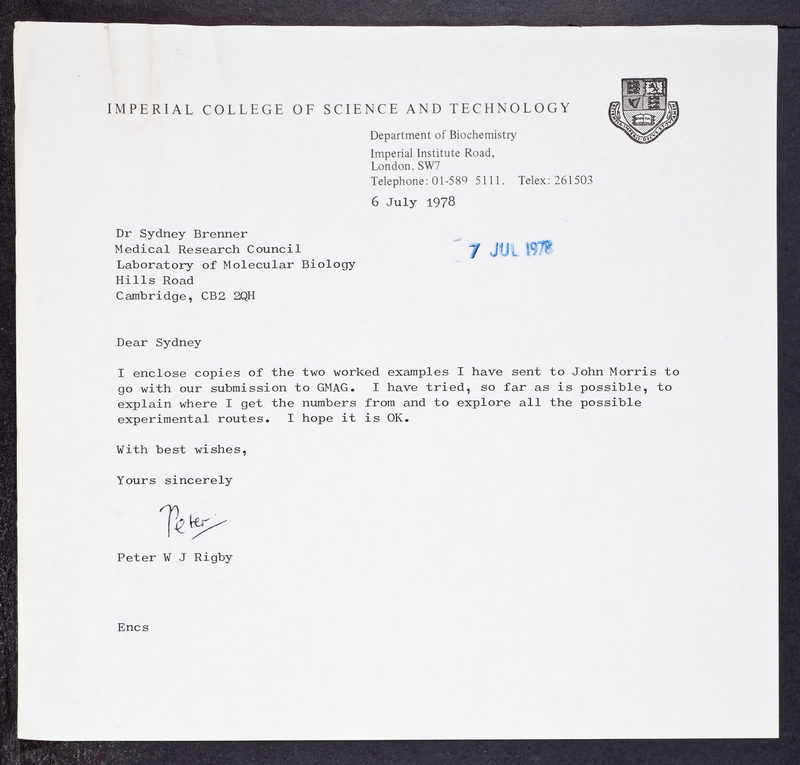 IMPERIAL COLLEGE OF SCIENCE AND TECHNOLOGY
Department of Biochemistry
Imperial Institute Road,
London, SW7
Telephone: 01-589 5111. Telex: 261503
6 July 1978
Dr Sydney Brenner
Medical Research Council
Laboratory of Molecular Biology
Hills Road
Cambridge, CB2 2QH
7 JUL 1978
Dear Sydney
I enclose copies of the two worked examples I have sent to John Morris to
go with our submission to GMAG. I have tried, so far as is possible, to
explain where I get the numbers from and to explore all the possible
experimental routes. I hope it is OK.
With best wishes,
Yours sincerely
Peter
Peter W J Rigby
Encs